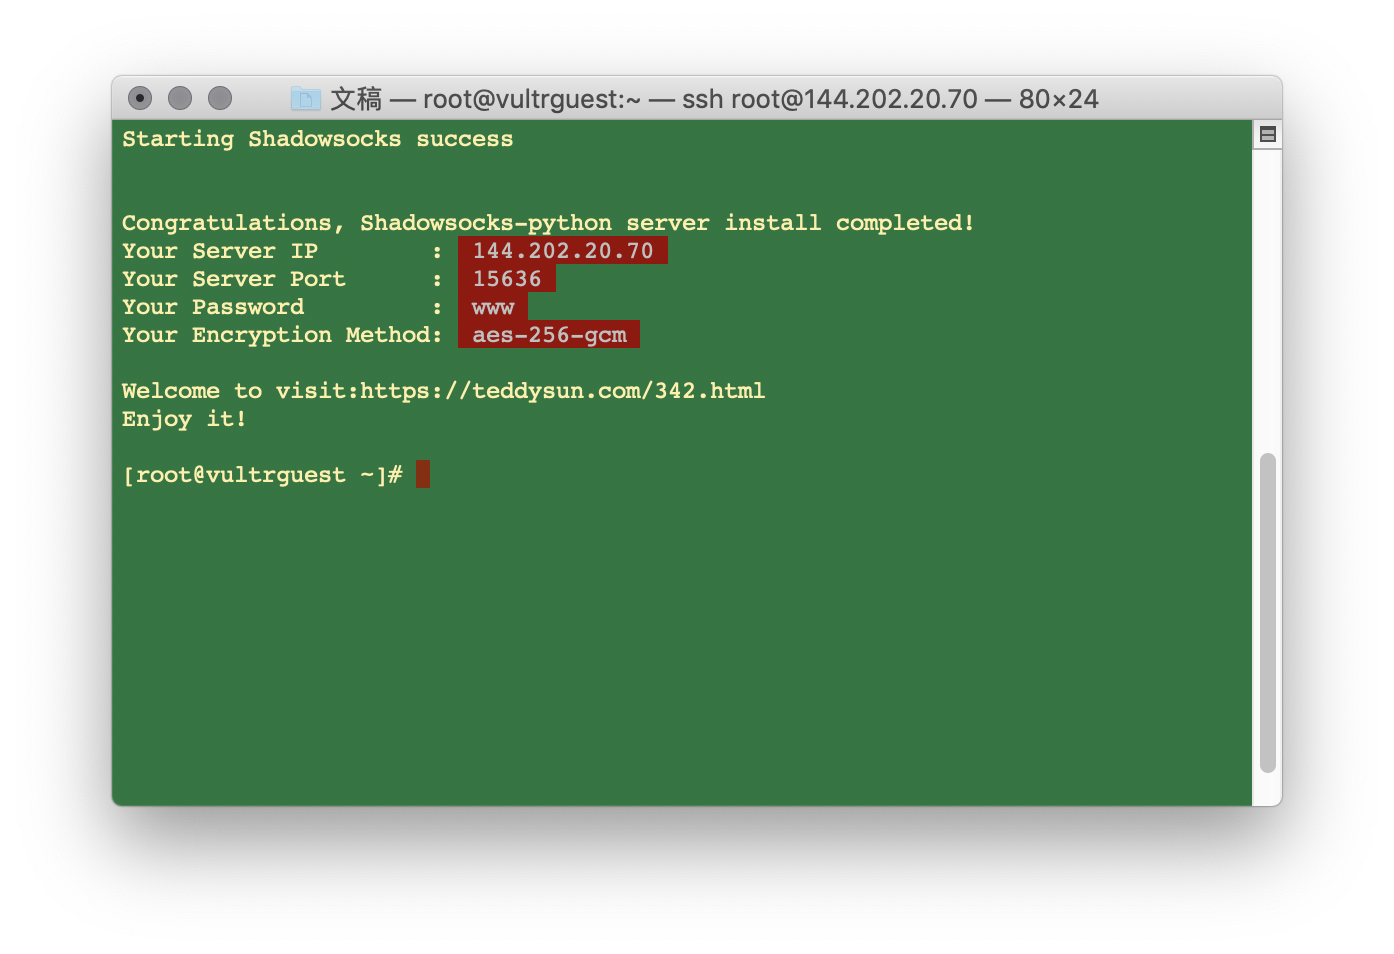 文稿 — root@vultrguest:~ — ssh root@144.202.20.70 — 80×24
Starting Shadowsocks success
Congratulations, Shadowsocks-python server install completed!
Your Server IP        :  144.202.20.70
Your Server Port      :  15636
Your Password         :  www
Your Encryption Method:  aes-256-gcm
Welcome to visit:https://teddysun.com/342.html
Enjoy it!
[root@vultrguest ~]#